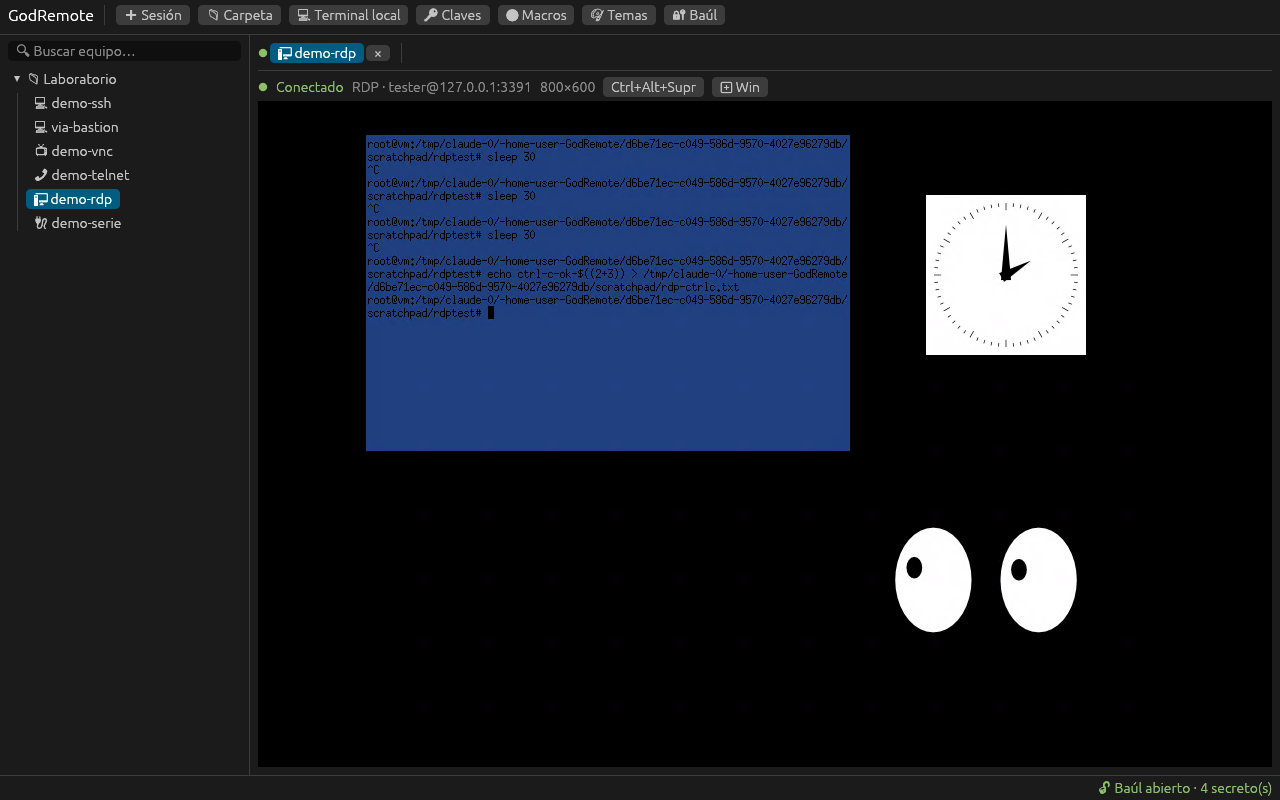 GodRemote
Sesión
Carpeta
Terminal local
Claves
Macros
Temas
Baúl
Buscar equipo…
demo-rdp ×
Laboratorio
demo-ssh
via-bastion
demo-vnc
demo-telnet
demo-rdp
demo-serie
Conectado RDP · tester@127.0.0.1:3391 800×600 Ctrl+Alt+Supr Win
root@vm:/tmp/claude-0/-home-user-GodRemote/d6be71ec-c049-586d-9570-4027e96279db/
scratchpad/rdptest# sleep 30
^C
root@vm:/tmp/claude-0/-home-user-GodRemote/d6be71ec-c049-586d-9570-4027e96279db/
scratchpad/rdptest# sleep 30
^C
root@vm:/tmp/claude-0/-home-user-GodRemote/d6be71ec-c049-586d-9570-4027e96279db/
scratchpad/rdptest# sleep 30
^C
root@vm:/tmp/claude-0/-home-user-GodRemote/d6be71ec-c049-586d-9570-4027e96279db/
scratchpad/rdptest# echo ctrl-c-ok-$((2+3)) > /tmp/claude-0/-home-user-GodRemote
/d6be71ec-c049-586d-9570-4027e96279db/scratchpad/rdp-ctrlc.txt
root@vm:/tmp/claude-0/-home-user-GodRemote/d6be71ec-c049-586d-9570-4027e96279db/
scratchpad/rdptest#
Baúl abierto · 4 secreto(s)